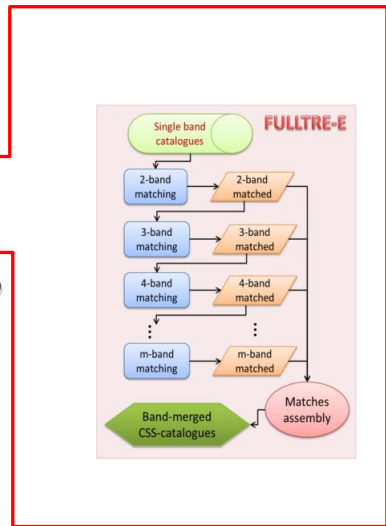 FULLTRE-E
Single band
catalogues
2-band
matching
2-band
matched
3-band
matching
3-band
matched
4-band
matching
4-band
matched
m-band
matching
m-band
matched
Matches
assembly
Band-merged
CSS-catalogues